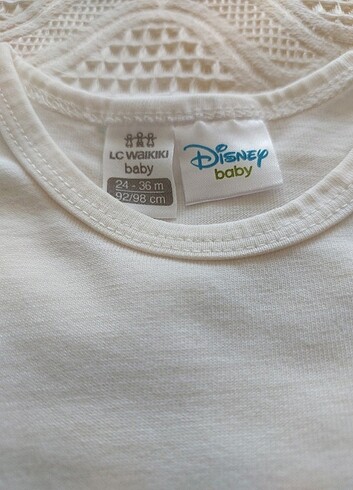 LC WAIKIKI
baby
24 - 36 m
92/98 cm
Disney
baby